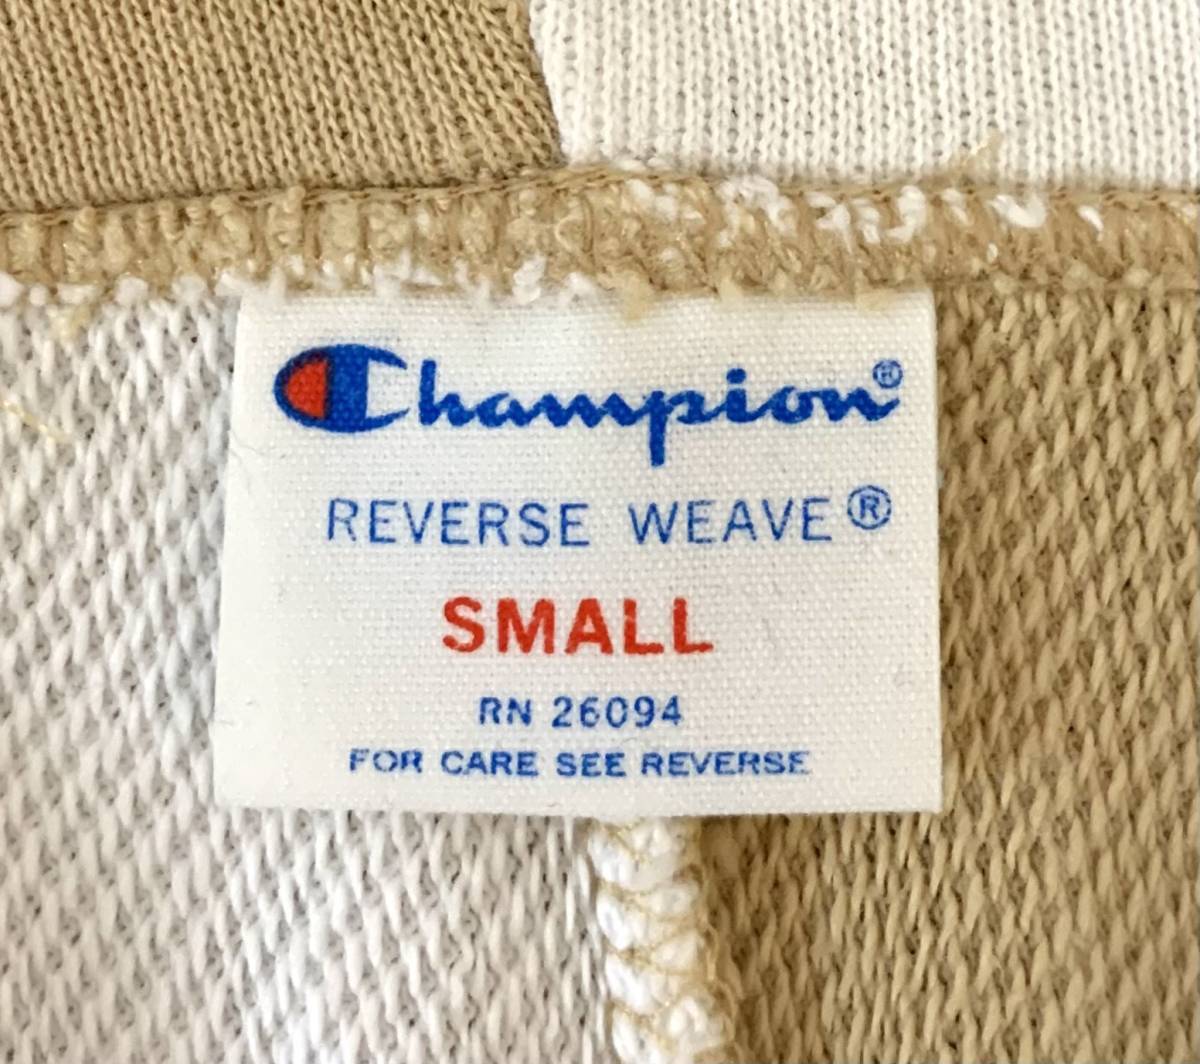 Champion®
REVERSE WEAVE®
SMALL
RN 26094
FOR CARE SEE REVERSE